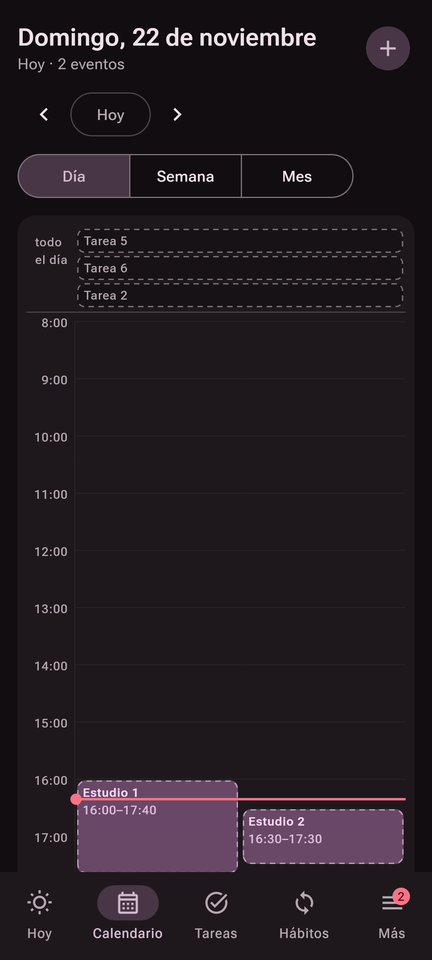 Domingo, 22 de noviembre
Hoy · 2 eventos
Hoy
Día
Semana
Mes
todo el día
Tarea 5
Tarea 6
Tarea 2
8:00
9:00
10:00
11:00
12:00
13:00
14:00
15:00
16:00
Estudio 1
16:00–17:40
Estudio 2
16:30–17:30
17:00
2
Hoy
Calendario
Tareas
Hábitos
Más